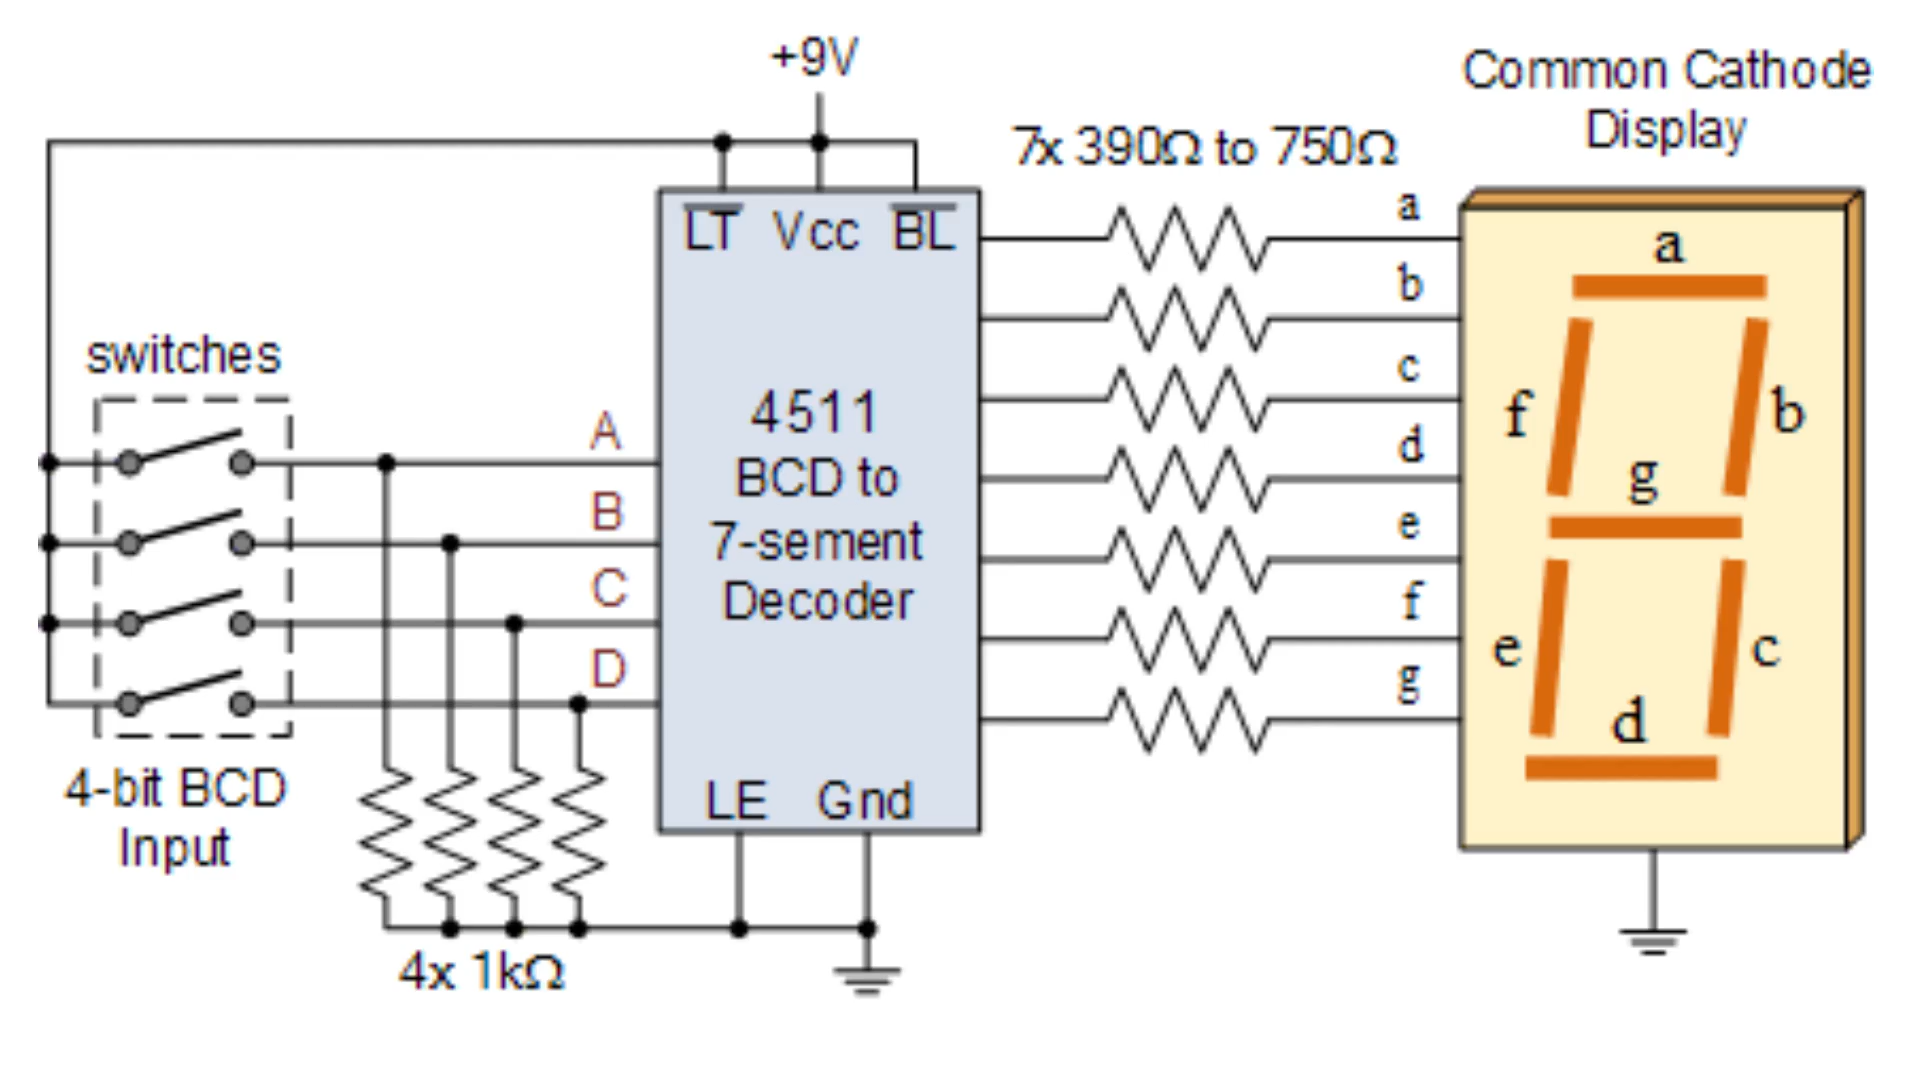 +9V
Common Cathode
Display
7x 390Ω to 750Ω
LT Vcc BL
switches
A
B
C
D
4511
BCD to
7-sement
Decoder
LE Gnd
4-bit BCD
Input
4x 1kΩ
a
b
c
d
e
f
g
a
f
b
g
e
c
d